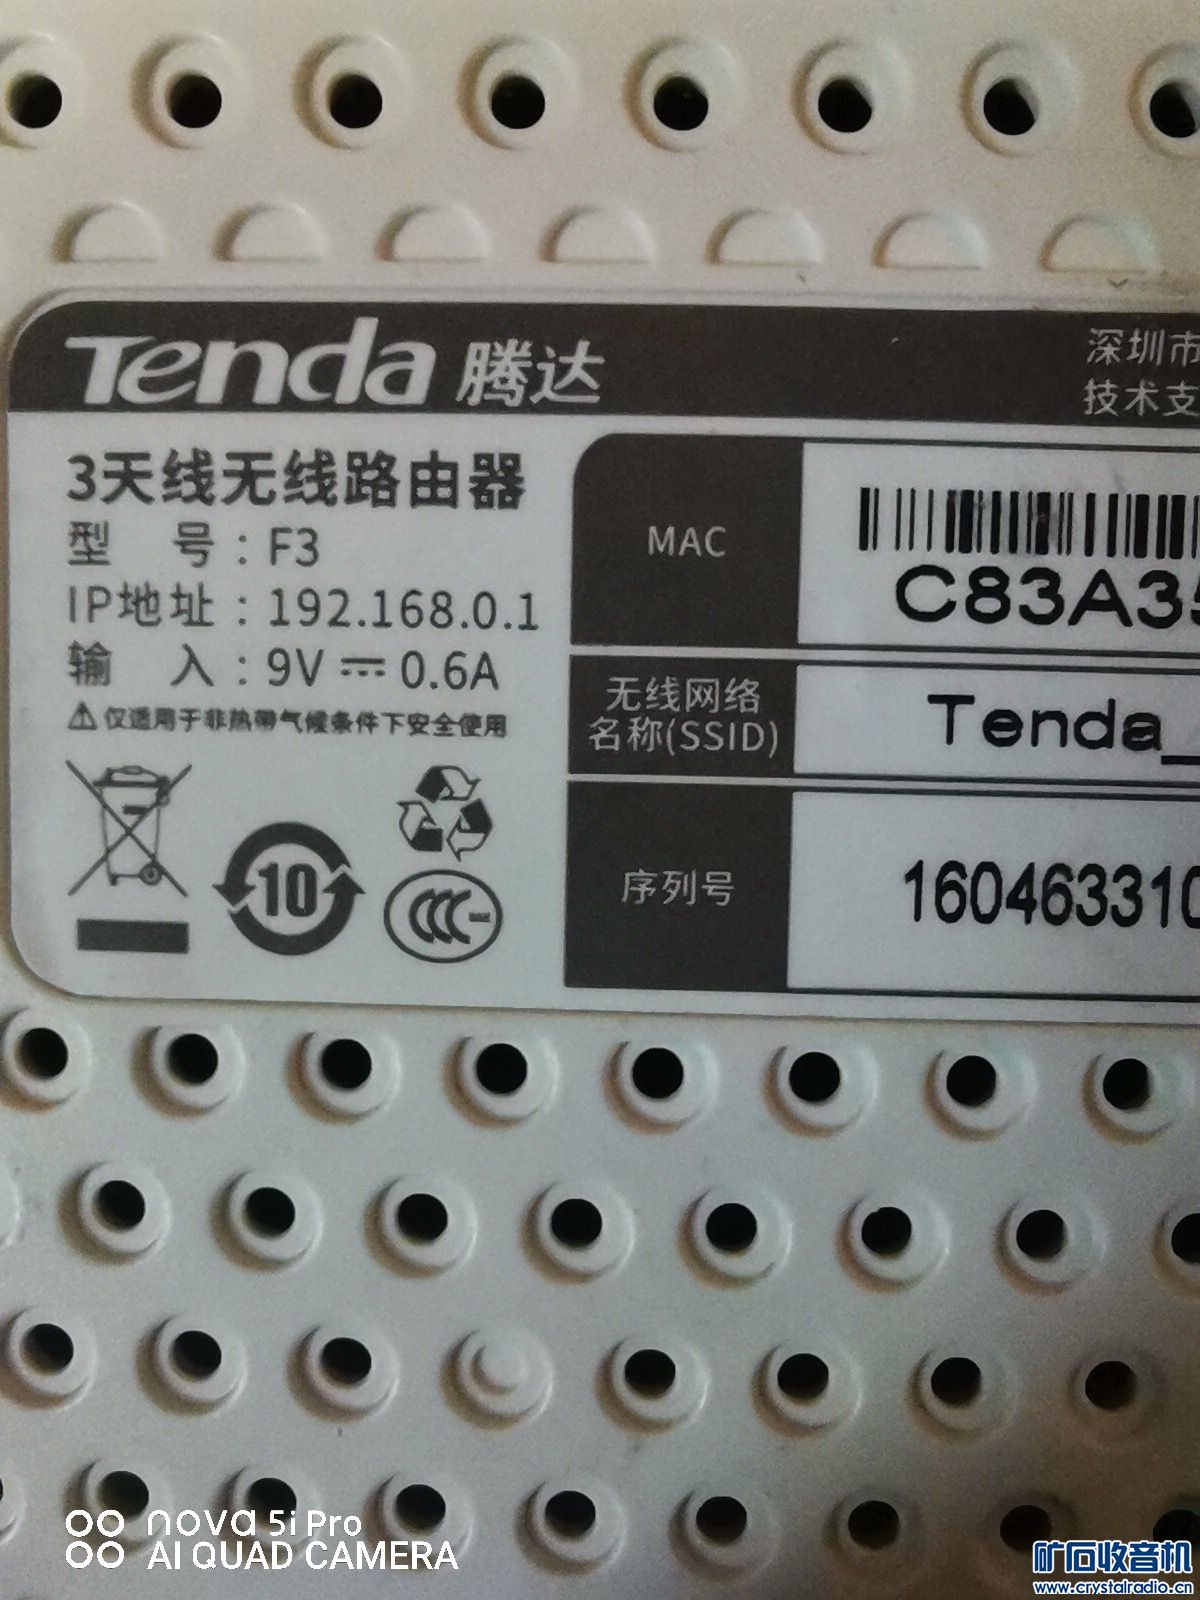 Tenda 腾达
深圳市
技术支
3天线无线路由器
型 号：F3
IP地址：192.168.0.1
输 入：9V 0.6A
仅适用于非热带气候条件下安全使用
10
MAC
C83A35
无线网络
名称(SSID)
Tenda_
序列号
160463310
nova 5i Pro
AI QUAD CAMERA
矿石收音机
www.crystalradio.cn